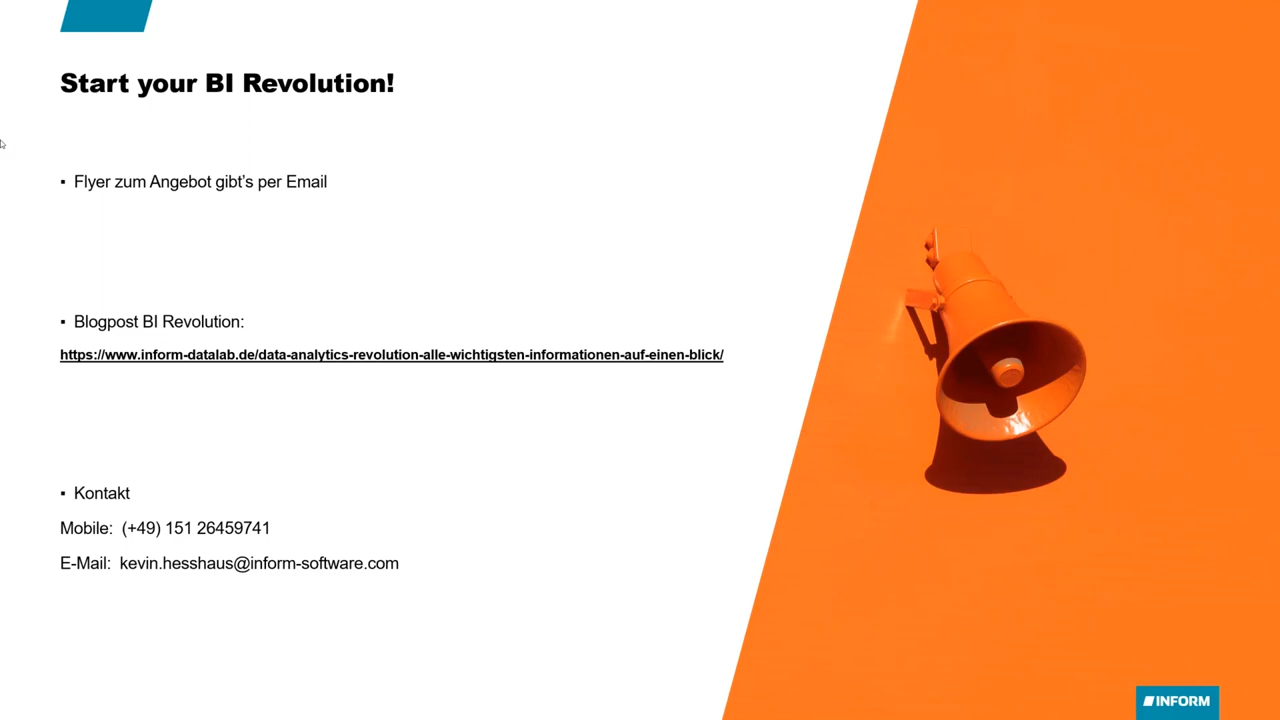 Start your BI Revolution!
▪ Flyer zum Angebot gibt’s per Email
▪ Blogpost BI Revolution:
https://www.inform-datalab.de/data-analytics-revolution-alle-wichtigsten-informationen-auf-einen-blick/
▪ Kontakt
Mobile: (+49) 151 26459741
E-Mail: kevin.hesshaus@inform-software.com
INFORM